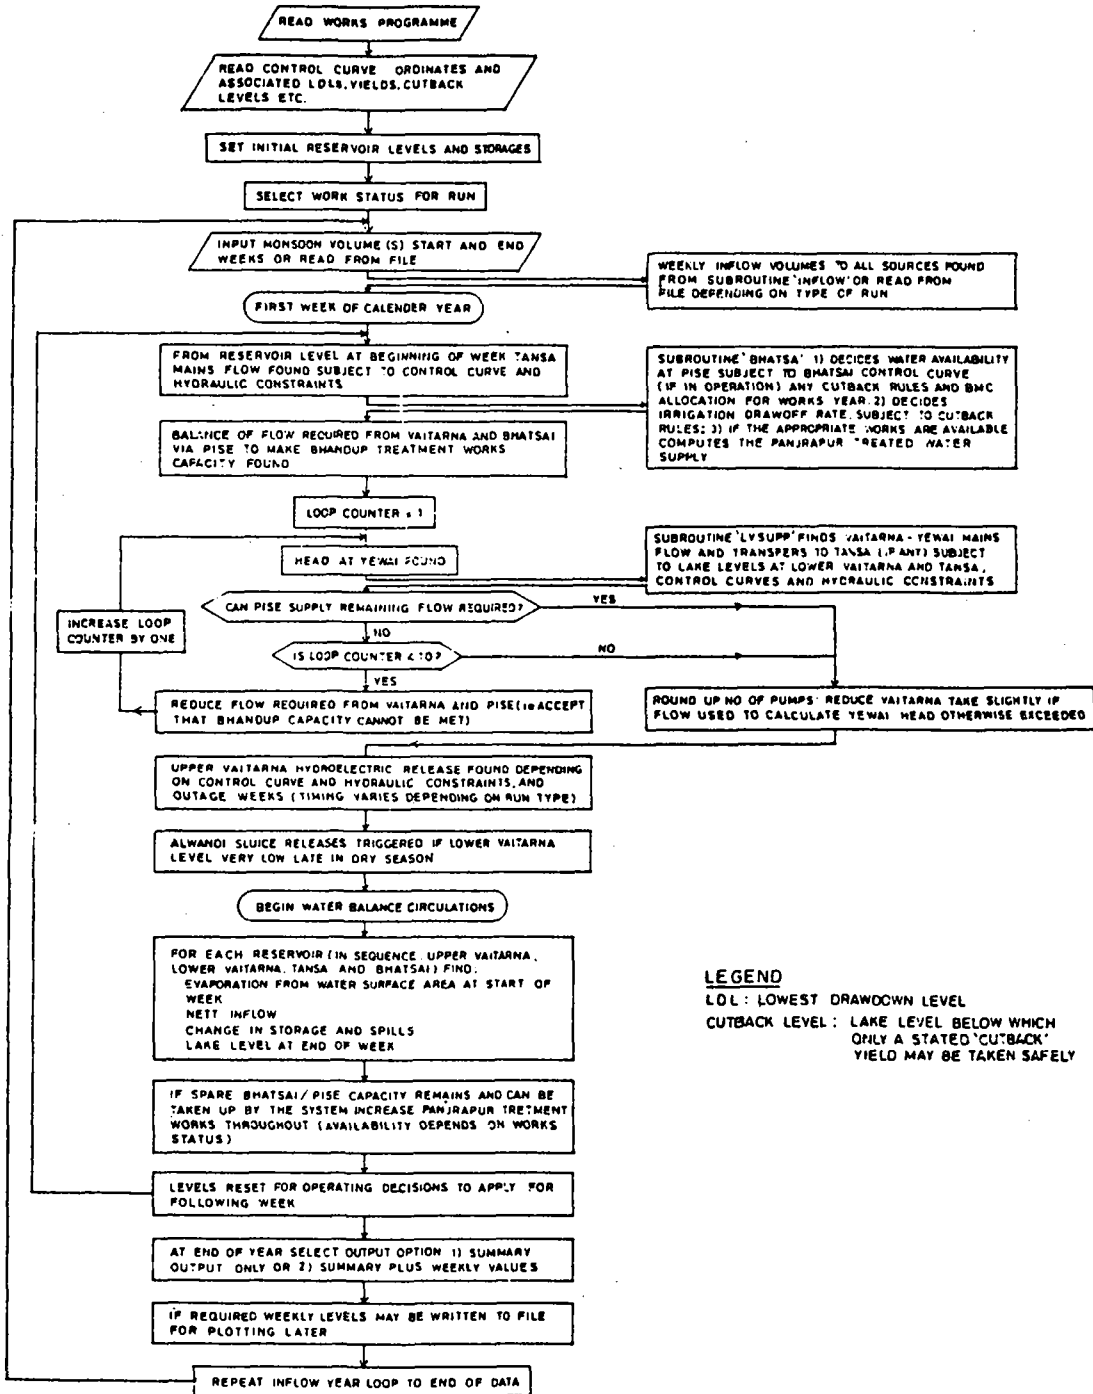 READ WORKS PROGRAMME
READ CONTROL CURVE ORDINATES AND
ASSOCIATED LDLS, YIELDS, CUTBACK
LEVELS ETC.
SET INITIAL RESERVOIR LEVELS AND STORAGES
SELECT WORK STATUS FOR RUN
INPUT MONSOON VOLUME (S) START AND END
WEEKS OR READ FROM FILE
WEEKLY INFLOW VOLUMES TO ALL SOURCES FOUND
FROM SUBROUTINE 'INFLOW' OR READ FROM
FILE DEPENDING ON TYPE OF RUN
FIRST WEEK OF CALENDER YEAR
FROM RESERVOIR LEVEL AT BEGINNING OF WEEK TANSA
MAINS FLOW FOUND SUBJECT TO CONTROL CURVE AND
HYDRAULIC CONSTRAINTS
SUBROUTINE 'BHATSA' 1) DECIDES WATER AVAILABILITY
AT PISE SUBJECT TO BHATSAI CONTROL CURVE
(IF IN OPERATION) ANY CUTBACK RULES AND BMC
ALLOCATION FOR WORKS YEAR. 2) DECIDES
IRRIGATION DRAWOFF RATE, SUBJECT TO CUTBACK
RULES; 3) IF THE APPROPRIATE WORKS ARE AVAILABLE
COMPUTES THE PANJRAPUR TREATED WATER
SUPPLY
BALANCE OF FLOW REQUIRED FROM VAITARNA AND BHATSAI
VIA PISE TO MAKE BHANDUP TREATMENT WORKS
CAPACITY FOUND
LOOP COUNTER = 1
HEAD AT YEWAI FOUND
SUBROUTINE 'LVSUPP' FINDS VAITARNA - YEWAI MAINS
FLOW AND TRANSFERS TO TANSA (IF ANY) SUBJECT
TO LAKE LEVELS AT LOWER VAITARNA AND TANSA,
CONTROL CURVES AND HYDRAULIC CONSTRAINTS
CAN PISE SUPPLY REMAINING FLOW REQUIRED?
YES
INCREASE LOOP
COUNTER BY ONE
NO
IS LOOP COUNTER < 10?
NO
YES
REDUCE FLOW REQUIRED FROM VAITARNA AND PISE (ie ACCEPT
THAT BHANDUP CAPACITY CANNOT BE MET)
ROUND UP NO OF PUMPS. REDUCE VAITARNA TAKE SLIGHTLY IF
FLOW USED TO CALCULATE YEWAI HEAD OTHERWISE EXCEEDED
UPPER VAITARNA HYDROELECTRIC RELEASE FOUND DEPENDING
ON CONTROL CURVE AND HYDRAULIC CONSTRAINTS, AND
OUTAGE WEEKS (TIMING VARIES DEPENDING ON RUN TYPE)
ALWANDI SLUICE RELEASES TRIGGERED IF LOWER VAITARNA
LEVEL VERY LOW LATE IN DRY SEASON
BEGIN WATER BALANCE CIRCULATIONS
FOR EACH RESERVOIR (IN SEQUENCE, UPPER VAITARNA,
LOWER VAITARNA, TANSA AND BHATSAI) FIND:
EVAPORATION FROM WATER SURFACE AREA AT START OF
WEEK
NETT INFLOW
CHANGE IN STORAGE AND SPILLS
LAKE LEVEL AT END OF WEEK
LEGEND
LDL : LOWEST DRAWDOWN LEVEL
CUTBACK LEVEL : LAKE LEVEL BELOW WHICH
ONLY A STATED 'CUTBACK'
YIELD MAY BE TAKEN SAFELY
IF SPARE BHATSAI / PISE CAPACITY REMAINS AND CAN BE
TAKEN UP BY THE SYSTEM INCREASE PANJRAPUR TRETMENT
WORKS THROUGHOUT (AVAILABILITY DEPENDS ON WORKS
STATUS)
LEVELS RESET FOR OPERATING DECISIONS TO APPLY FOR
FOLLOWING WEEK
AT END OF YEAR SELECT OUTPUT OPTION 1) SUMMARY
OUTPUT ONLY OR 2) SUMMARY PLUS WEEKLY VALUES
IF REQUIRED WEEKLY LEVELS MAY BE WRITTEN TO FILE
FOR PLOTTING LATER
REPEAT INFLOW YEAR LOOP TO END OF DATA